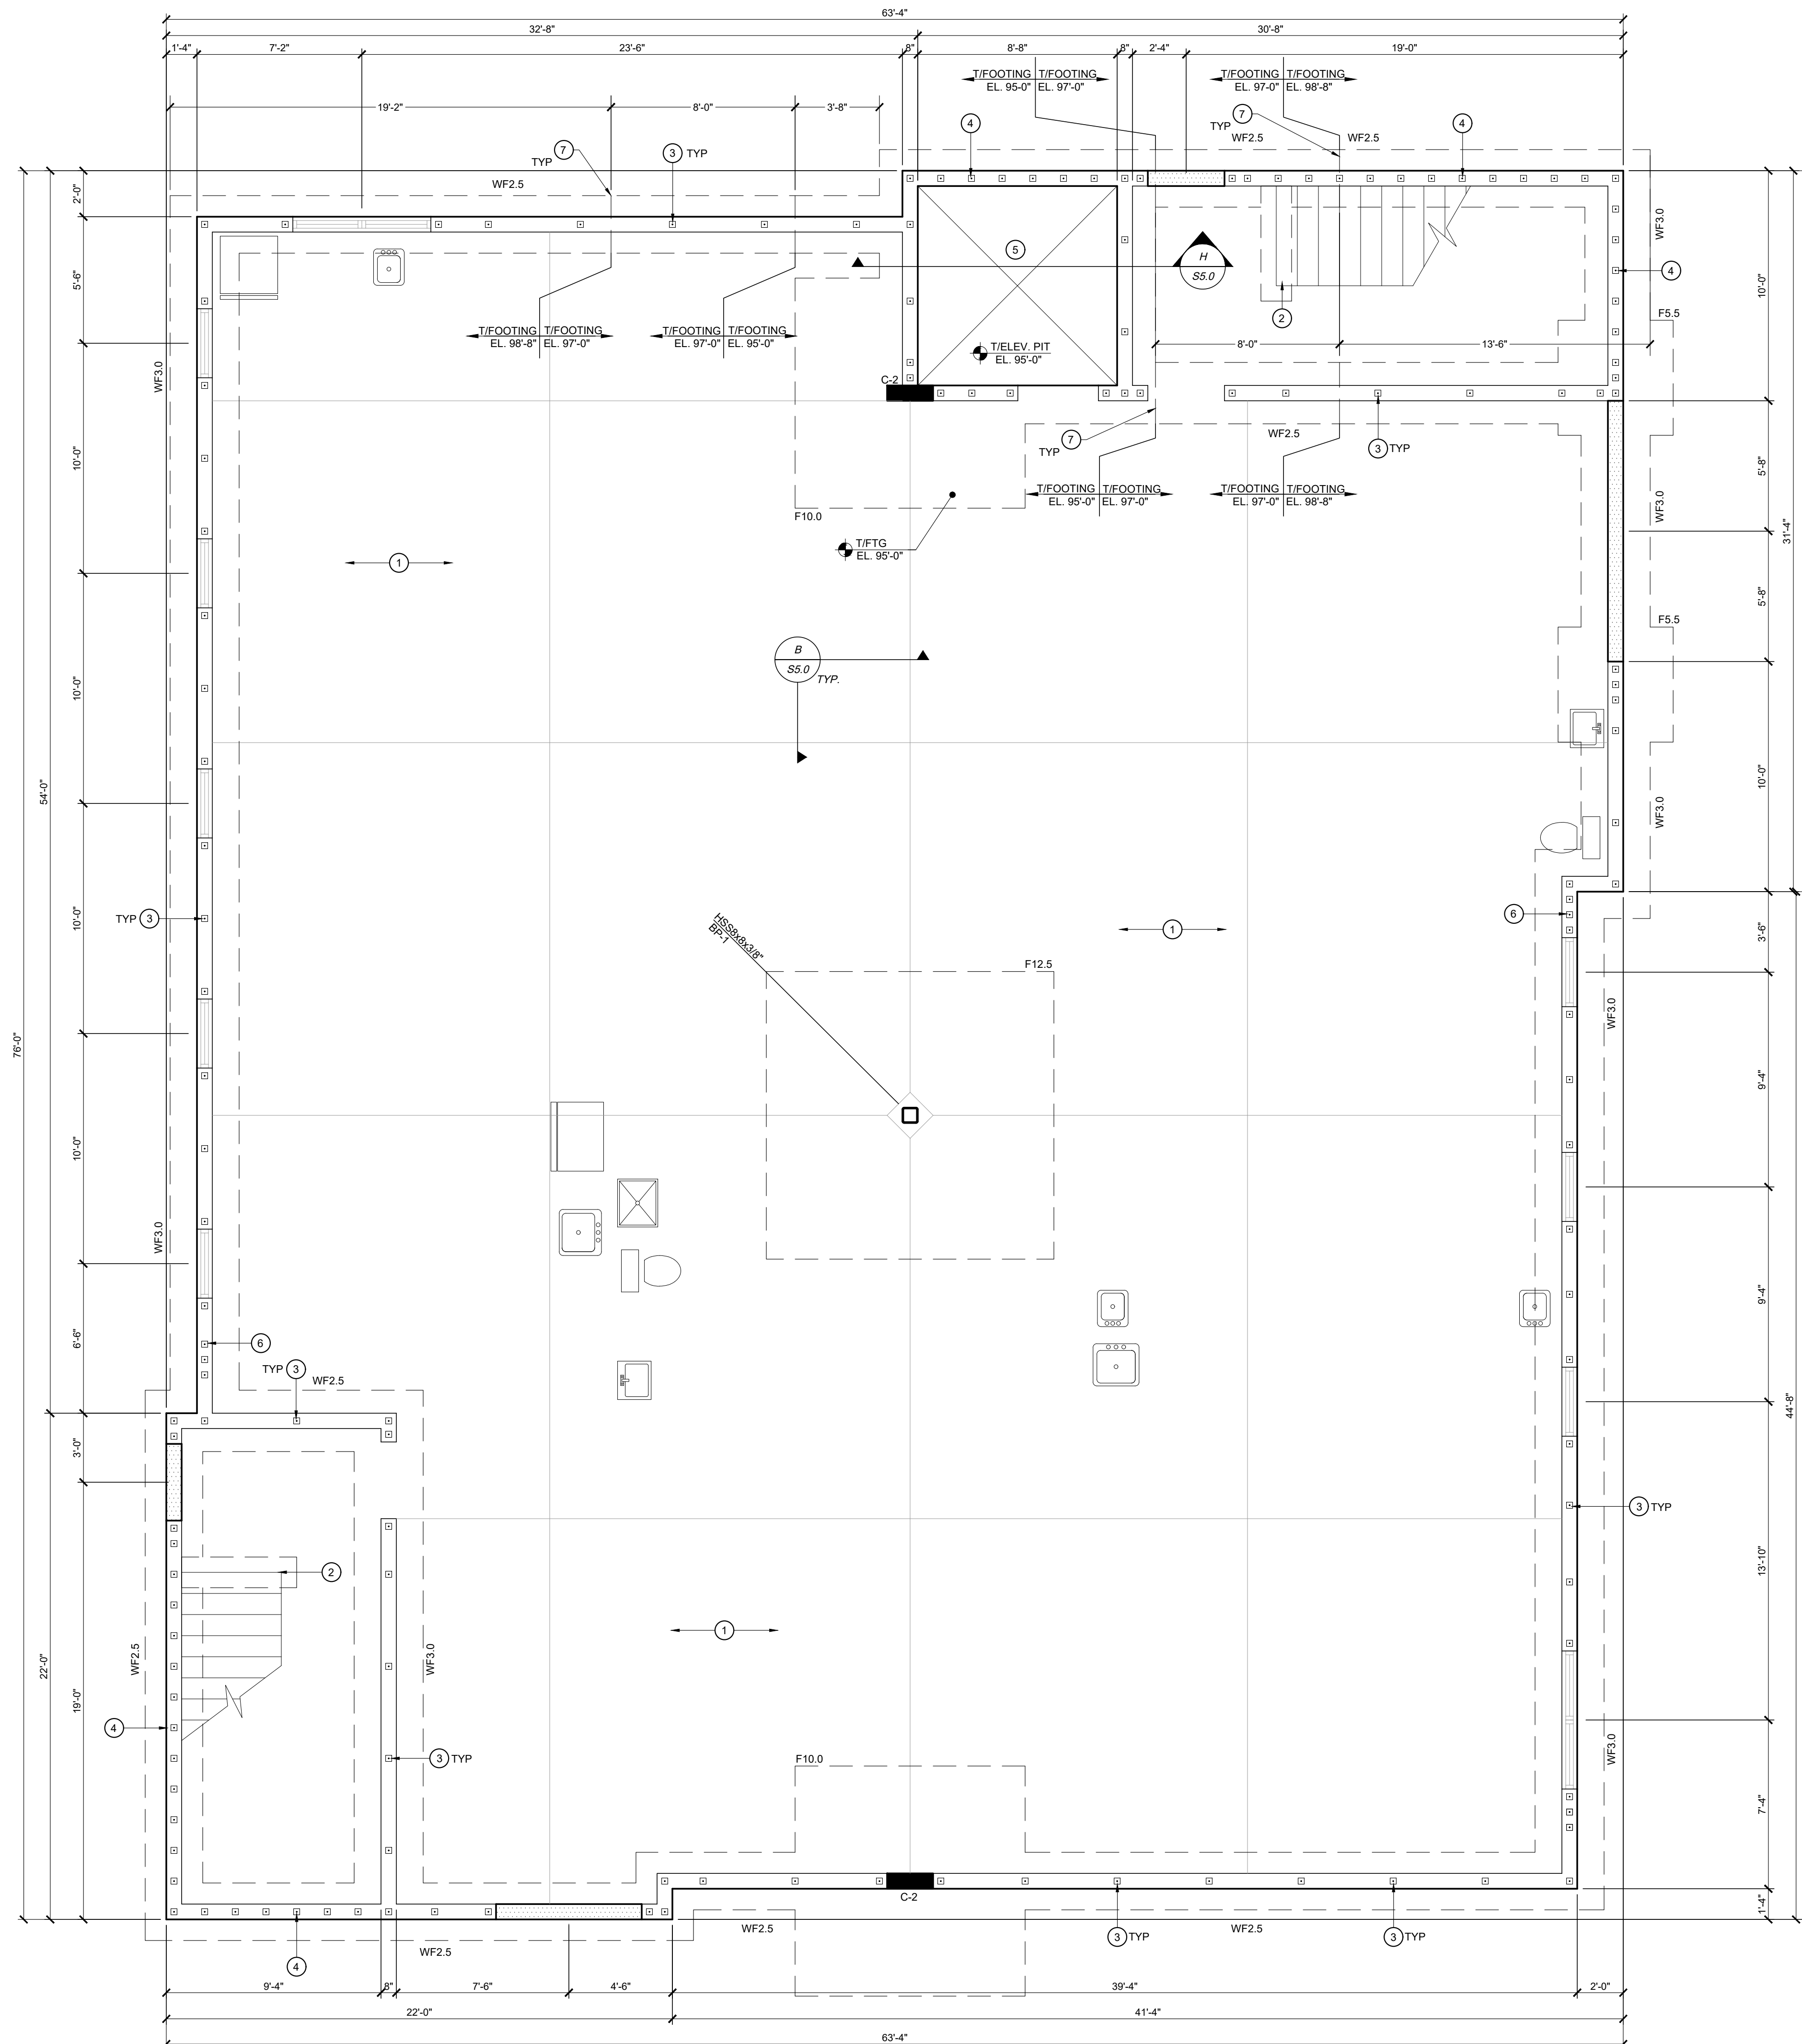 63'-4"
32'-8"
30'-8"
1'-4"
7'-2"
23'-6"
8"
8'-8"
8"
2'-4"
19'-0"
T/FOOTING
EL. 95-0"
T/FOOTING
EL. 97'-0"
T/FOOTING
EL. 97-0"
T/FOOTING
EL. 98'-8"
19'-2"
8'-0"
3'-8"
7
TYP
WF2.5
WF2.5
4
4
7
TYP
3 TYP
WF2.5
2'-0"
5'-6"
10'-0"
10'-0"
10'-0"
10'-0"
10'-0"
6'-6"
3'-0"
19'-0"
54'-0"
22'-0"
76'-0"
WF3.0
5
H
S5.0
4
2
F5.5
10'-0"
T/FOOTING
EL. 98'-8"
T/FOOTING
EL. 97'-0"
T/FOOTING
EL. 97'-0"
T/FOOTING
EL. 95'-0"
T/ELEV. PIT
EL. 95'-0"
8'-0"
13'-6"
WF3.0
C-2
7
TYP
WF2.5
3 TYP
5'-8"
T/FOOTING
EL. 95'-0"
T/FOOTING
EL. 97'-0"
T/FOOTING
EL. 97'-0"
T/FOOTING
EL. 98'-8"
WF3.0
F10.0
31'-4"
T/FTG
EL. 95'-0"
1
5'-8"
F5.5
B
S5.0
TYP.
10'-0"
WF3.0
TYP 3
HSS8x8x3/8"
BP-1
6
1
3'-6"
F12.5
WF3.0
9'-4"
WF3.0
9'-4"
6
TYP 3
WF2.5
44'-8"
3 TYP
2
13'-10"
1
WF2.5
WF3.0
4
3 TYP
F10.0
WF3.0
7'-4"
C-2
1'-4"
WF2.5
WF2.5
3 TYP
3 TYP
WF2.5
4
9'-4"
8"
7'-6"
4'-6"
39'-4"
2'-0"
22'-0"
41'-4"
63'-4"